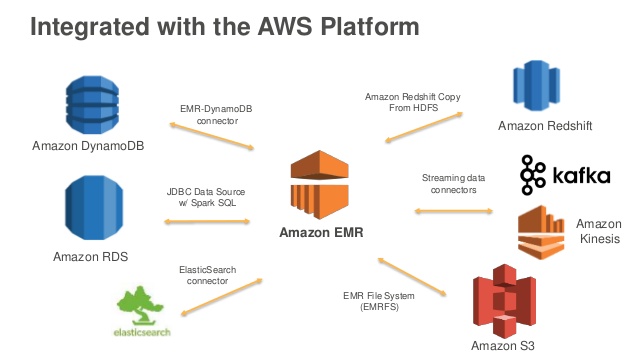 Integrated with the AWS Platform
EMR-DynamoDB
connector
Amazon DynamoDB
Amazon Redshift Copy
From HDFS
Amazon Redshift
JDBC Data Source
w/ Spark SQL
Amazon RDS
Amazon EMR
Streaming data
connectors
kafka
Amazon
Kinesis
ElasticSearch
connector
elasticsearch
EMR File System
(EMRFS)
Amazon S3